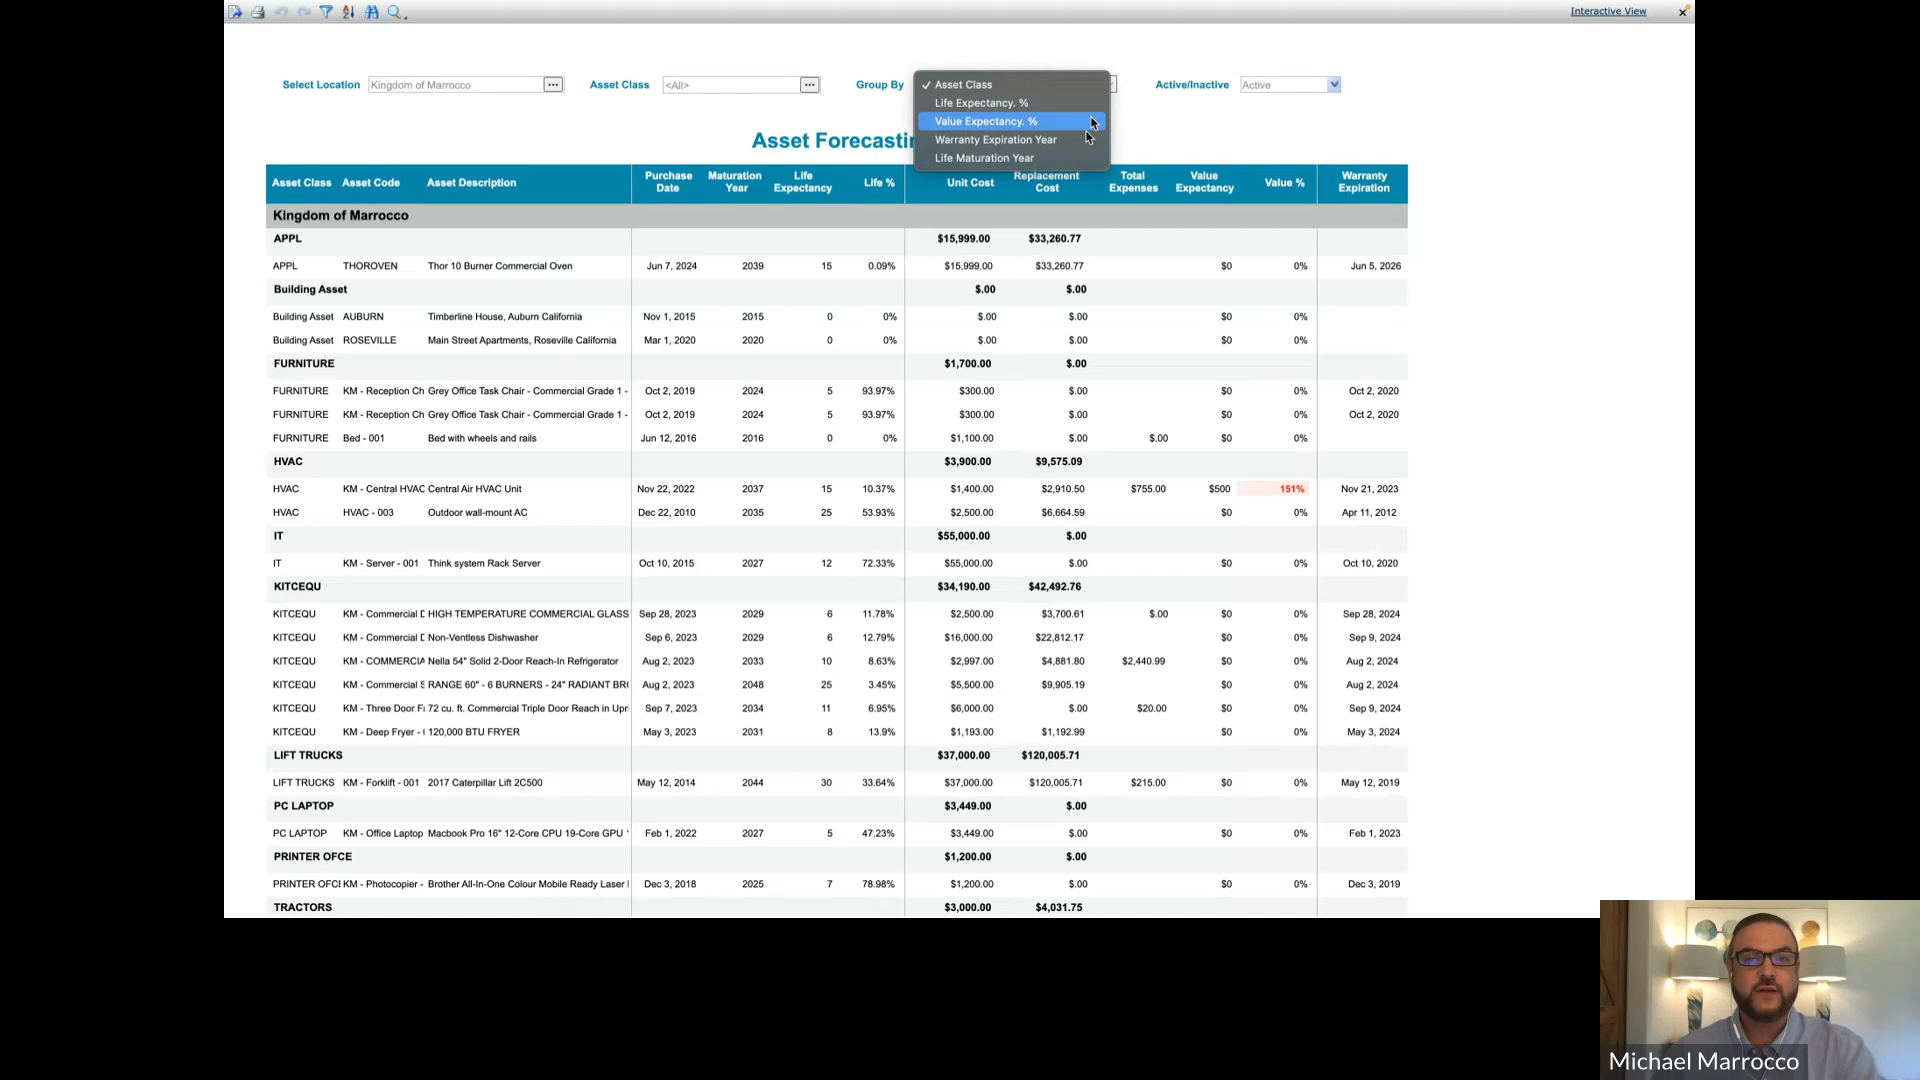 Interactive View
Select Location Kingdom of Marrocco ... Asset Class <All> ... Group By ✓ Asset Class Active/Inactive Active
Life Expectancy. %
Value Expectancy. %
Warranty Expiration Year
Life Maturation Year
Asset Forecasti
Asset Class Asset Code Asset Description Purchase Date Maturation Year Life Expectancy Life % Unit Cost Replacement Cost Total Expenses Value Expectancy Value % Warranty Expiration
Kingdom of Marrocco
APPL $15,999.00 $33,260.77
APPL THOROVEN Thor 10 Burner Commercial Oven Jun 7, 2024 2039 15 0.09% $15,999.00 $33,260.77 $0 0% Jun 5, 2026
Building Asset $.00 $.00
Building Asset AUBURN Timberline House, Auburn California Nov 1, 2015 2015 0 0% $.00 $.00 $0 0%
Building Asset ROSEVILLE Main Street Apartments, Roseville California Mar 1, 2020 2020 0 0% $.00 $.00 $0 0%
FURNITURE $1,700.00 $.00
FURNITURE KM - Reception Ch Grey Office Task Chair - Commercial Grade 1 - Oct 2, 2019 2024 5 93.97% $300.00 $.00 $0 0% Oct 2, 2020
FURNITURE KM - Reception Ch Grey Office Task Chair - Commercial Grade 1 - Oct 2, 2019 2024 5 93.97% $300.00 $.00 $0 0% Oct 2, 2020
FURNITURE Bed - 001 Bed with wheels and rails Jun 12, 2016 2016 0 0% $1,100.00 $.00 $.00 $0 0%
HVAC $3,900.00 $9,575.09
HVAC KM - Central HVAC Central Air HVAC Unit Nov 22, 2022 2037 15 10.37% $1,400.00 $2,910.50 $755.00 $500 151% Nov 21, 2023
HVAC HVAC - 003 Outdoor wall-mount AC Dec 22, 2010 2035 25 53.93% $2,500.00 $6,664.59 $0 0% Apr 11, 2012
IT $55,000.00 $.00
IT KM - Server - 001 Think system Rack Server Oct 10, 2015 2027 12 72.33% $55,000.00 $.00 $0 0% Oct 10, 2020
KITCEQU $34,190.00 $42,492.76
KITCEQU KM - Commercial HIGH TEMPERATURE COMMERCIAL GLASS Sep 28, 2023 2029 6 11.78% $2,500.00 $3,700.61 $.00 $0 0% Sep 28, 2024
KITCEQU KM - Commercial Non-Ventless Dishwasher Sep 6, 2023 2029 6 12.79% $16,000.00 $22,812.17 $0 0% Sep 9, 2024
KITCEQU KM - COMMERCIA Nella 54" Solid 2-Door Reach-In Refrigerator Aug 2, 2023 2033 10 8.63% $2,997.00 $4,881.80 $2,440.99 $0 0% Aug 2, 2024
KITCEQU KM - Commercial RANGE 60" - 6 BURNERS - 24" RADIANT BR Aug 2, 2023 2048 25 3.45% $5,500.00 $9,905.19 $0 0% Aug 2, 2024
KITCEQU KM - Three Door 72 cu. ft. Commercial Triple Door Reach in Upri Sep 7, 2023 2034 11 6.95% $6,000.00 $.00 $20.00 $0 0% Sep 9, 2024
KITCEQU KM - Deep Fryer - 120,000 BTU FRYER May 3, 2023 2031 8 13.9% $1,193.00 $1,192.99 $0 0% May 3, 2024
LIFT TRUCKS $37,000.00 $120,005.71
LIFT TRUCKS KM - Forklift - 001 2017 Caterpillar Lift 2C500 May 12, 2014 2044 30 33.64% $37,000.00 $120,005.71 $215.00 $0 0% May 12, 2019
PC LAPTOP $3,449.00 $.00
PC LAPTOP KM - Office Laptop Macbook Pro 16" 12-Core CPU 19-Core GPU Feb 1, 2022 2027 5 47.23% $3,449.00 $.00 $0 0% Feb 1, 2023
PRINTER OFCE $1,200.00 $.00
PRINTER OFCI KM - Photocopier - Brother All-In-One Colour Mobile Ready Laser Dec 3, 2018 2025 7 78.98% $1,200.00 $.00 $0 0% Dec 3, 2019
TRACTORS $3,000.00 $4,031.75
Michael Marrocco